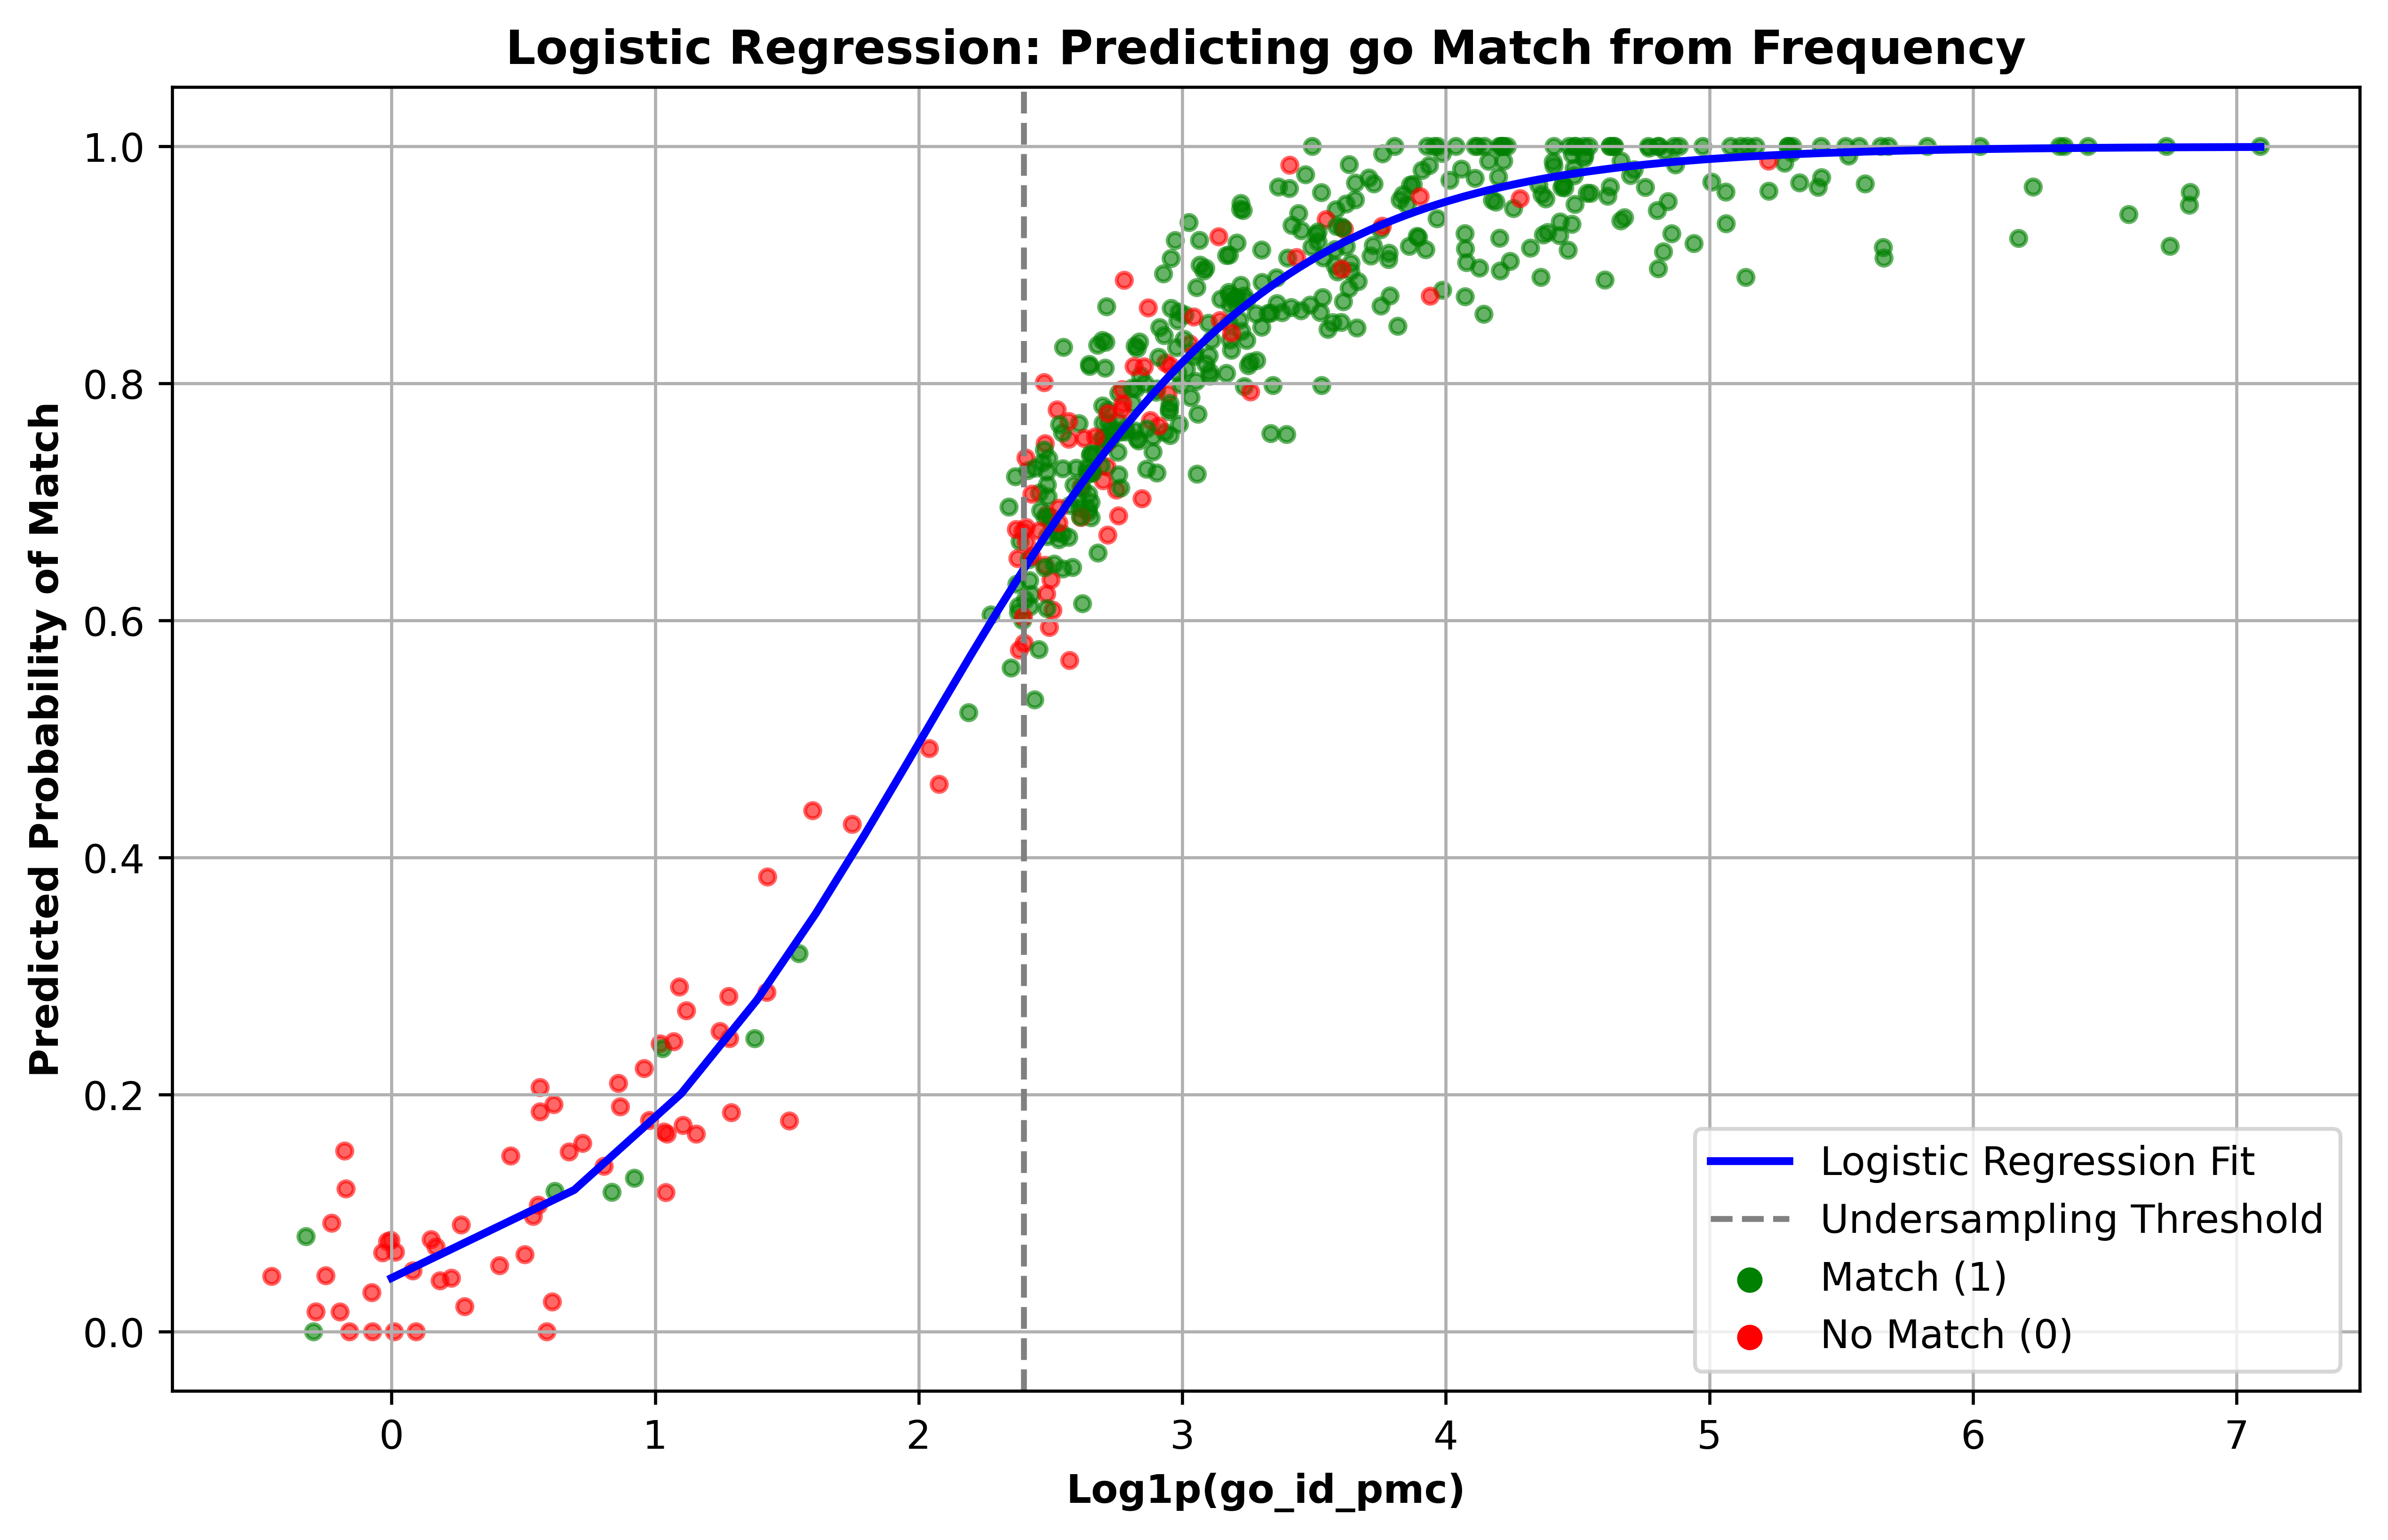 Logistic Regression: Predicting go Match from Frequency
Predicted Probability of Match
1.0
0.8
0.6
0.4
0.2
0.0
Logistic Regression Fit
Undersampling Threshold
Match (1)
No Match (0)
0 1 2 3 4 5 6 7
Log1p(go_id_pmc)